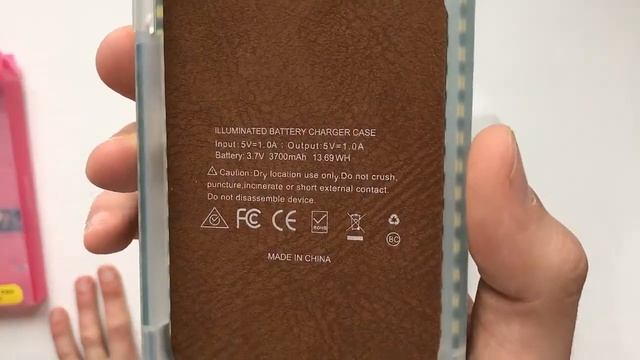 ILLUMINATED BATTERY CHARGER CASE
Input:5V=1.0A : Output:5V=1.0A
Battery: 3.7V 3700mAh 13.69WH
Caution: Dry location use only.Do not crush,
puncture,incinerate or short external contact.
Do not disassemble device.
FC CE ROHS
BC
MADE IN CHINA